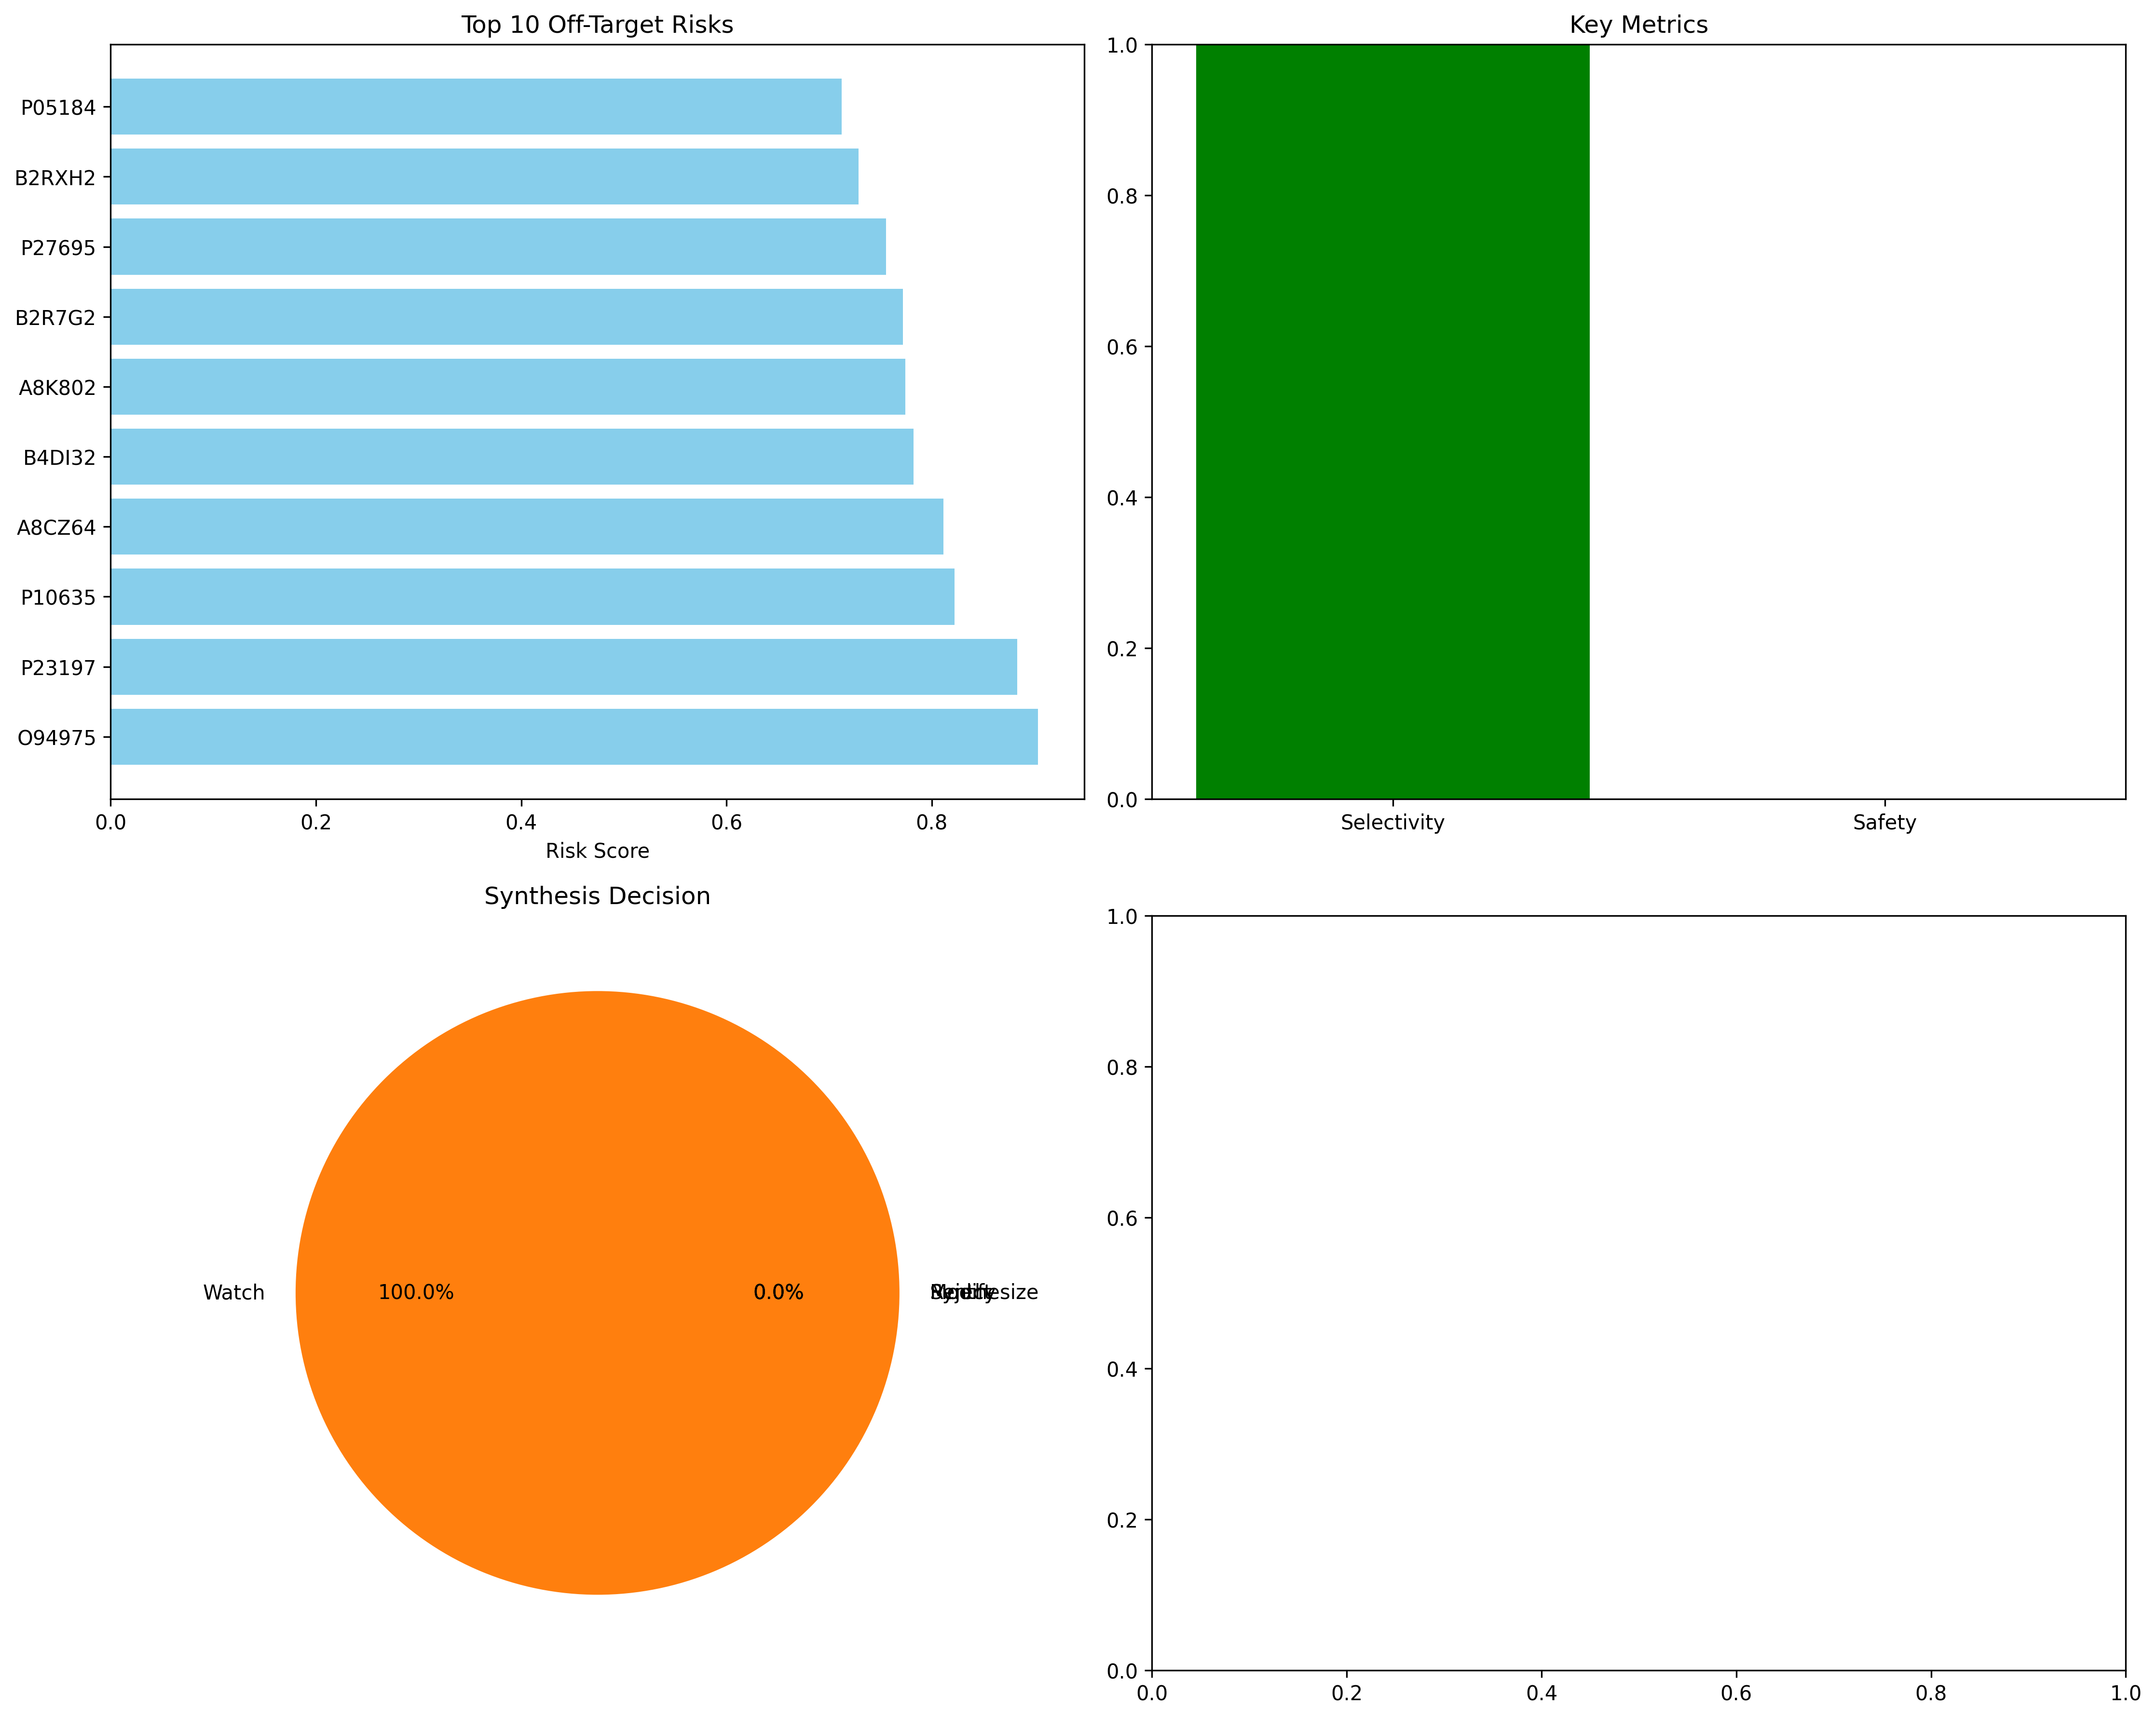 Top 10 Off-Target Risks
P05184
B2RXH2
P27695
B2R7G2
A8K802
B4DI32
A8CZ64
P10635
P23197
O94975
0.0 0.2 0.4 0.6 0.8
Risk Score
Key Metrics
1.0
0.8
0.6
0.4
0.2
0.0
Selectivity Safety
Synthesis Decision
Watch 100.0% 0.0%
1.0
0.8
0.6
0.4
0.2
0.0
0.0 0.2 0.4 0.6 0.8 1.0